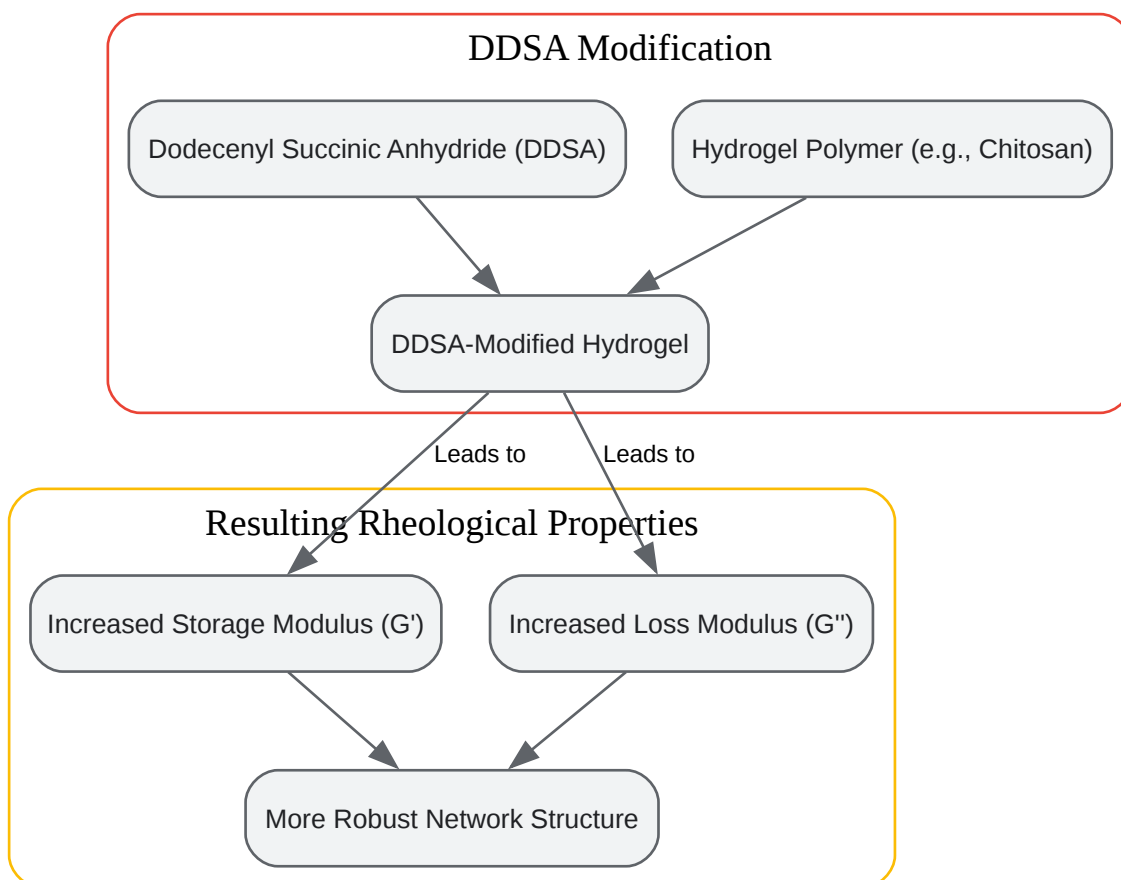 DDSA Modification
Dodecenyl Succinic Anhydride (DDSA)
Hydrogel Polymer (e.g., Chitosan)
DDSA-Modified Hydrogel
Leads to
Leads to
Resulting Rheological Properties
Increased Storage Modulus (G')
Increased Loss Modulus (G'')
More Robust Network Structure